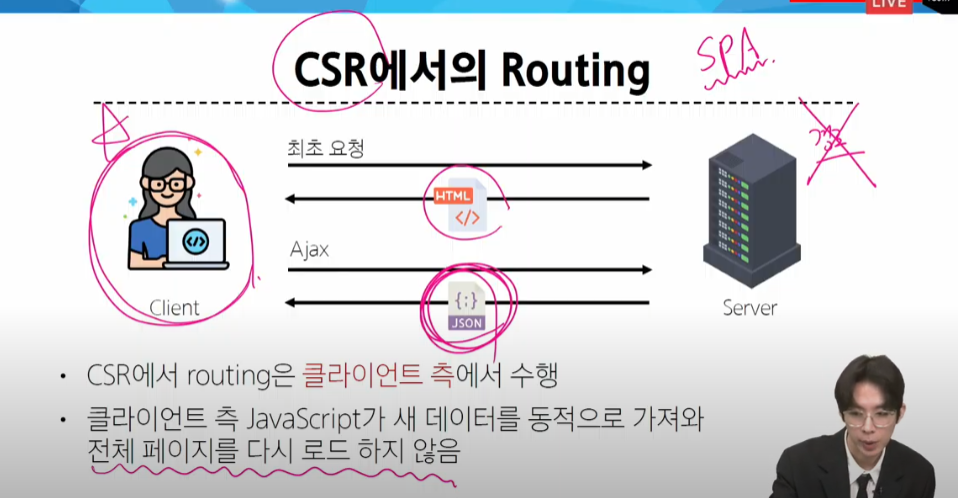 LIVE
CSR에서의 Routing
SPA
최초 요청
HTML
</>
Ajax
{;}
JSON
</>
Client
Server
• CSR에서 routing은 클라이언트 측에서 수행
• 클라이언트 측 JavaScript가 새 데이터를 동적으로 가져와
전체 페이지를 다시 로드 하지 않음